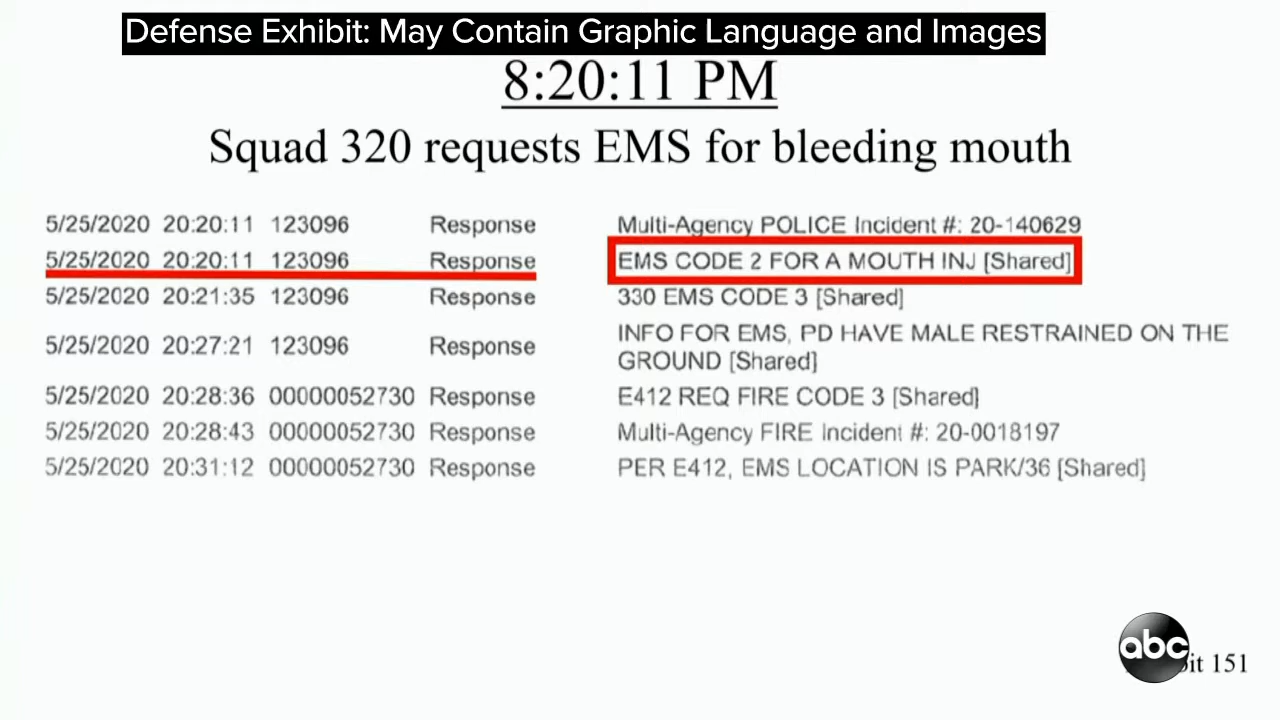 Defense Exhibit: May Contain Graphic Language and Images
8:20:11 PM
Squad 320 requests EMS for bleeding mouth
5/25/2020 20:20:11 123096 Response Multi-Agency POLICE Incident #: 20-140629
5/25/2020 20:20:11 123096 Response EMS CODE 2 FOR A MOUTH INJ [Shared]
5/25/2020 20:21:35 123096 Response 330 EMS CODE 3 [Shared]
5/25/2020 20:27:21 123096 Response INFO FOR EMS, PD HAVE MALE RESTRAINED ON THE
GROUND [Shared]
5/25/2020 20:28:36 00000052730 Response E412 REQ FIRE CODE 3 [Shared]
5/25/2020 20:28:43 00000052730 Response Multi-Agency FIRE Incident #: 20-0018197
5/25/2020 20:31:12 00000052730 Response PER E412, EMS LOCATION IS PARK/36 [Shared]
abc
151